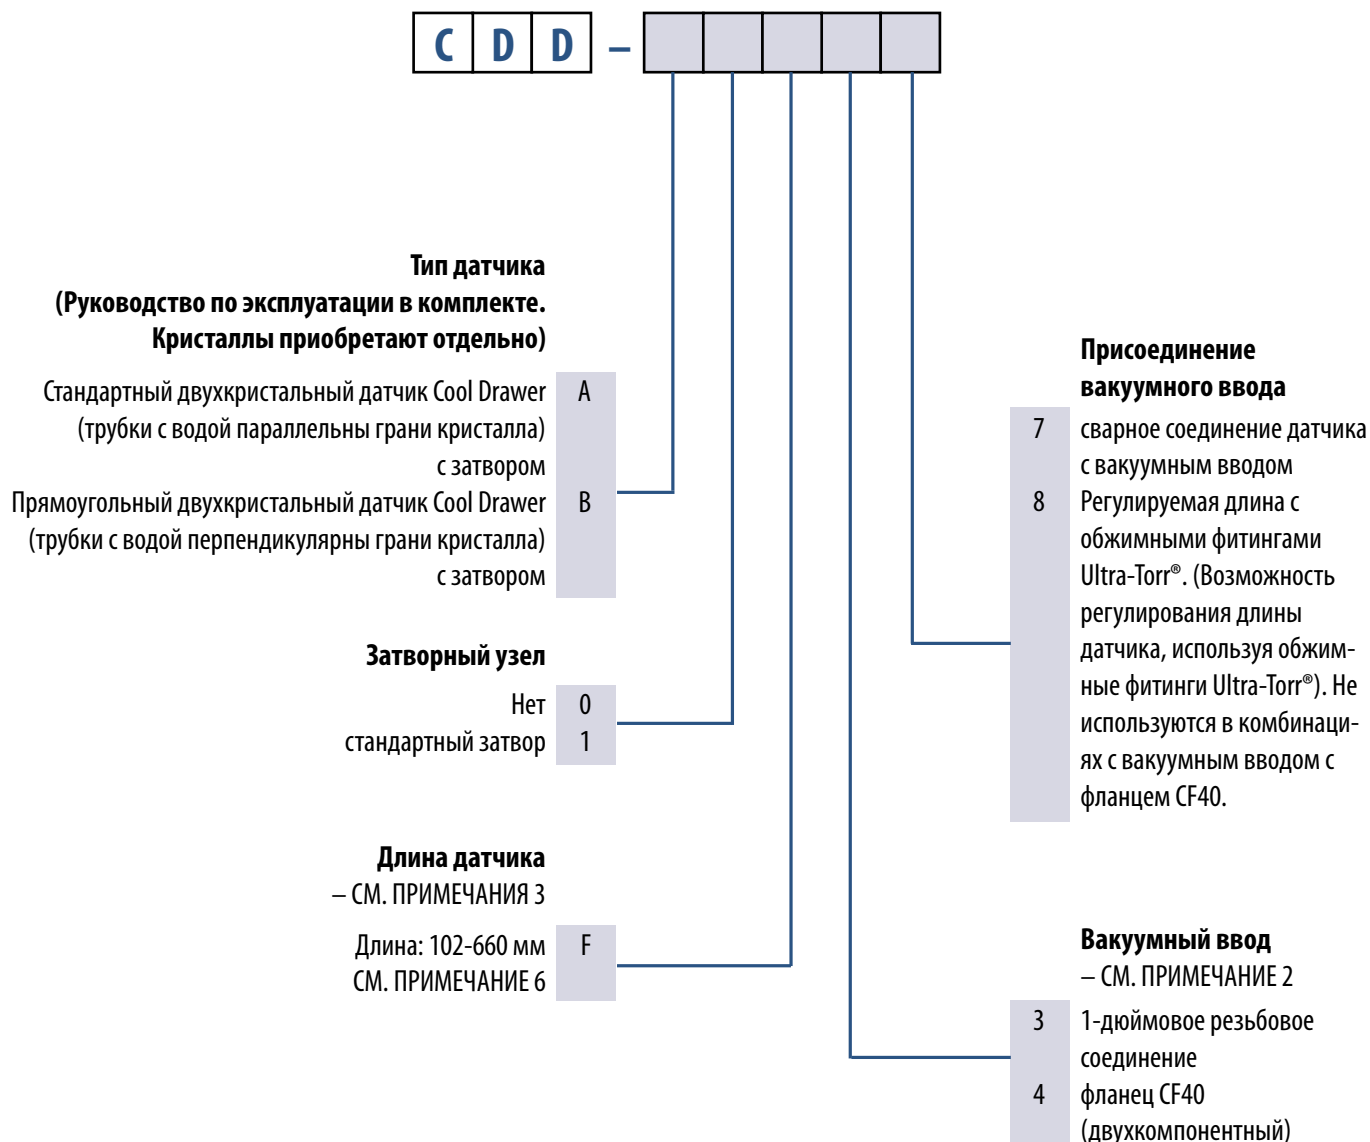 C D D –
Тип датчика
(Руководство по эксплуатации в комплекте.
Кристаллы приобретают отдельно)
Стандартный двухкристальный датчик Cool Drawer A
(трубки с водой параллельны грани кристалла)
с затвором
Прямоугольный двухкристальный датчик Cool Drawer B
(трубки с водой перпендикулярны грани кристалла)
с затвором
Затворный узел
Нет 0
стандартный затвор 1
Длина датчика
– СМ. ПРИМЕЧАНИЯ 3
Длина: 102-660 мм F
СМ. ПРИМЕЧАНИЕ 6
Присоединение
вакуумного ввода
7 сварное соединение датчика
с вакуумным вводом
8 Регулируемая длина с
обжимными фитингами
Ultra-Torr®. (Возможность
регулирования длины
датчика, используя обжим-
ные фитинги Ultra-Torr®). Не
используются в комбинаци-
ях с вакуумным вводом с
фланцем CF40.
Вакуумный ввод
– СМ. ПРИМЕЧАНИЕ 2
3 1-дюймовое резьбовое
соединение
4 фланец CF40
(двухкомпонентный)